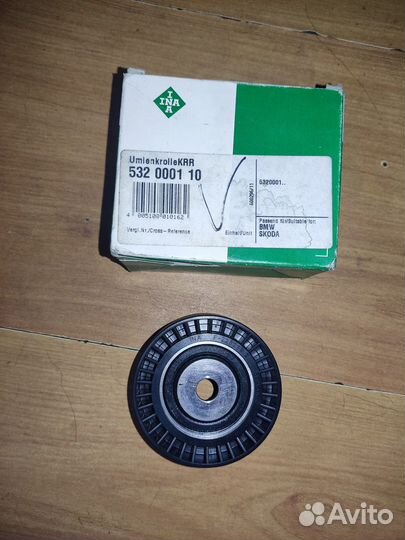 INA
UmlenkrolleKRR
532 0001 10
4 005108 010162
Vergl.Nr./Cross - Reference
Einheit/Unit
5320001..
Passend für/Suitable for:
BMW
SKODA
INA
Avito